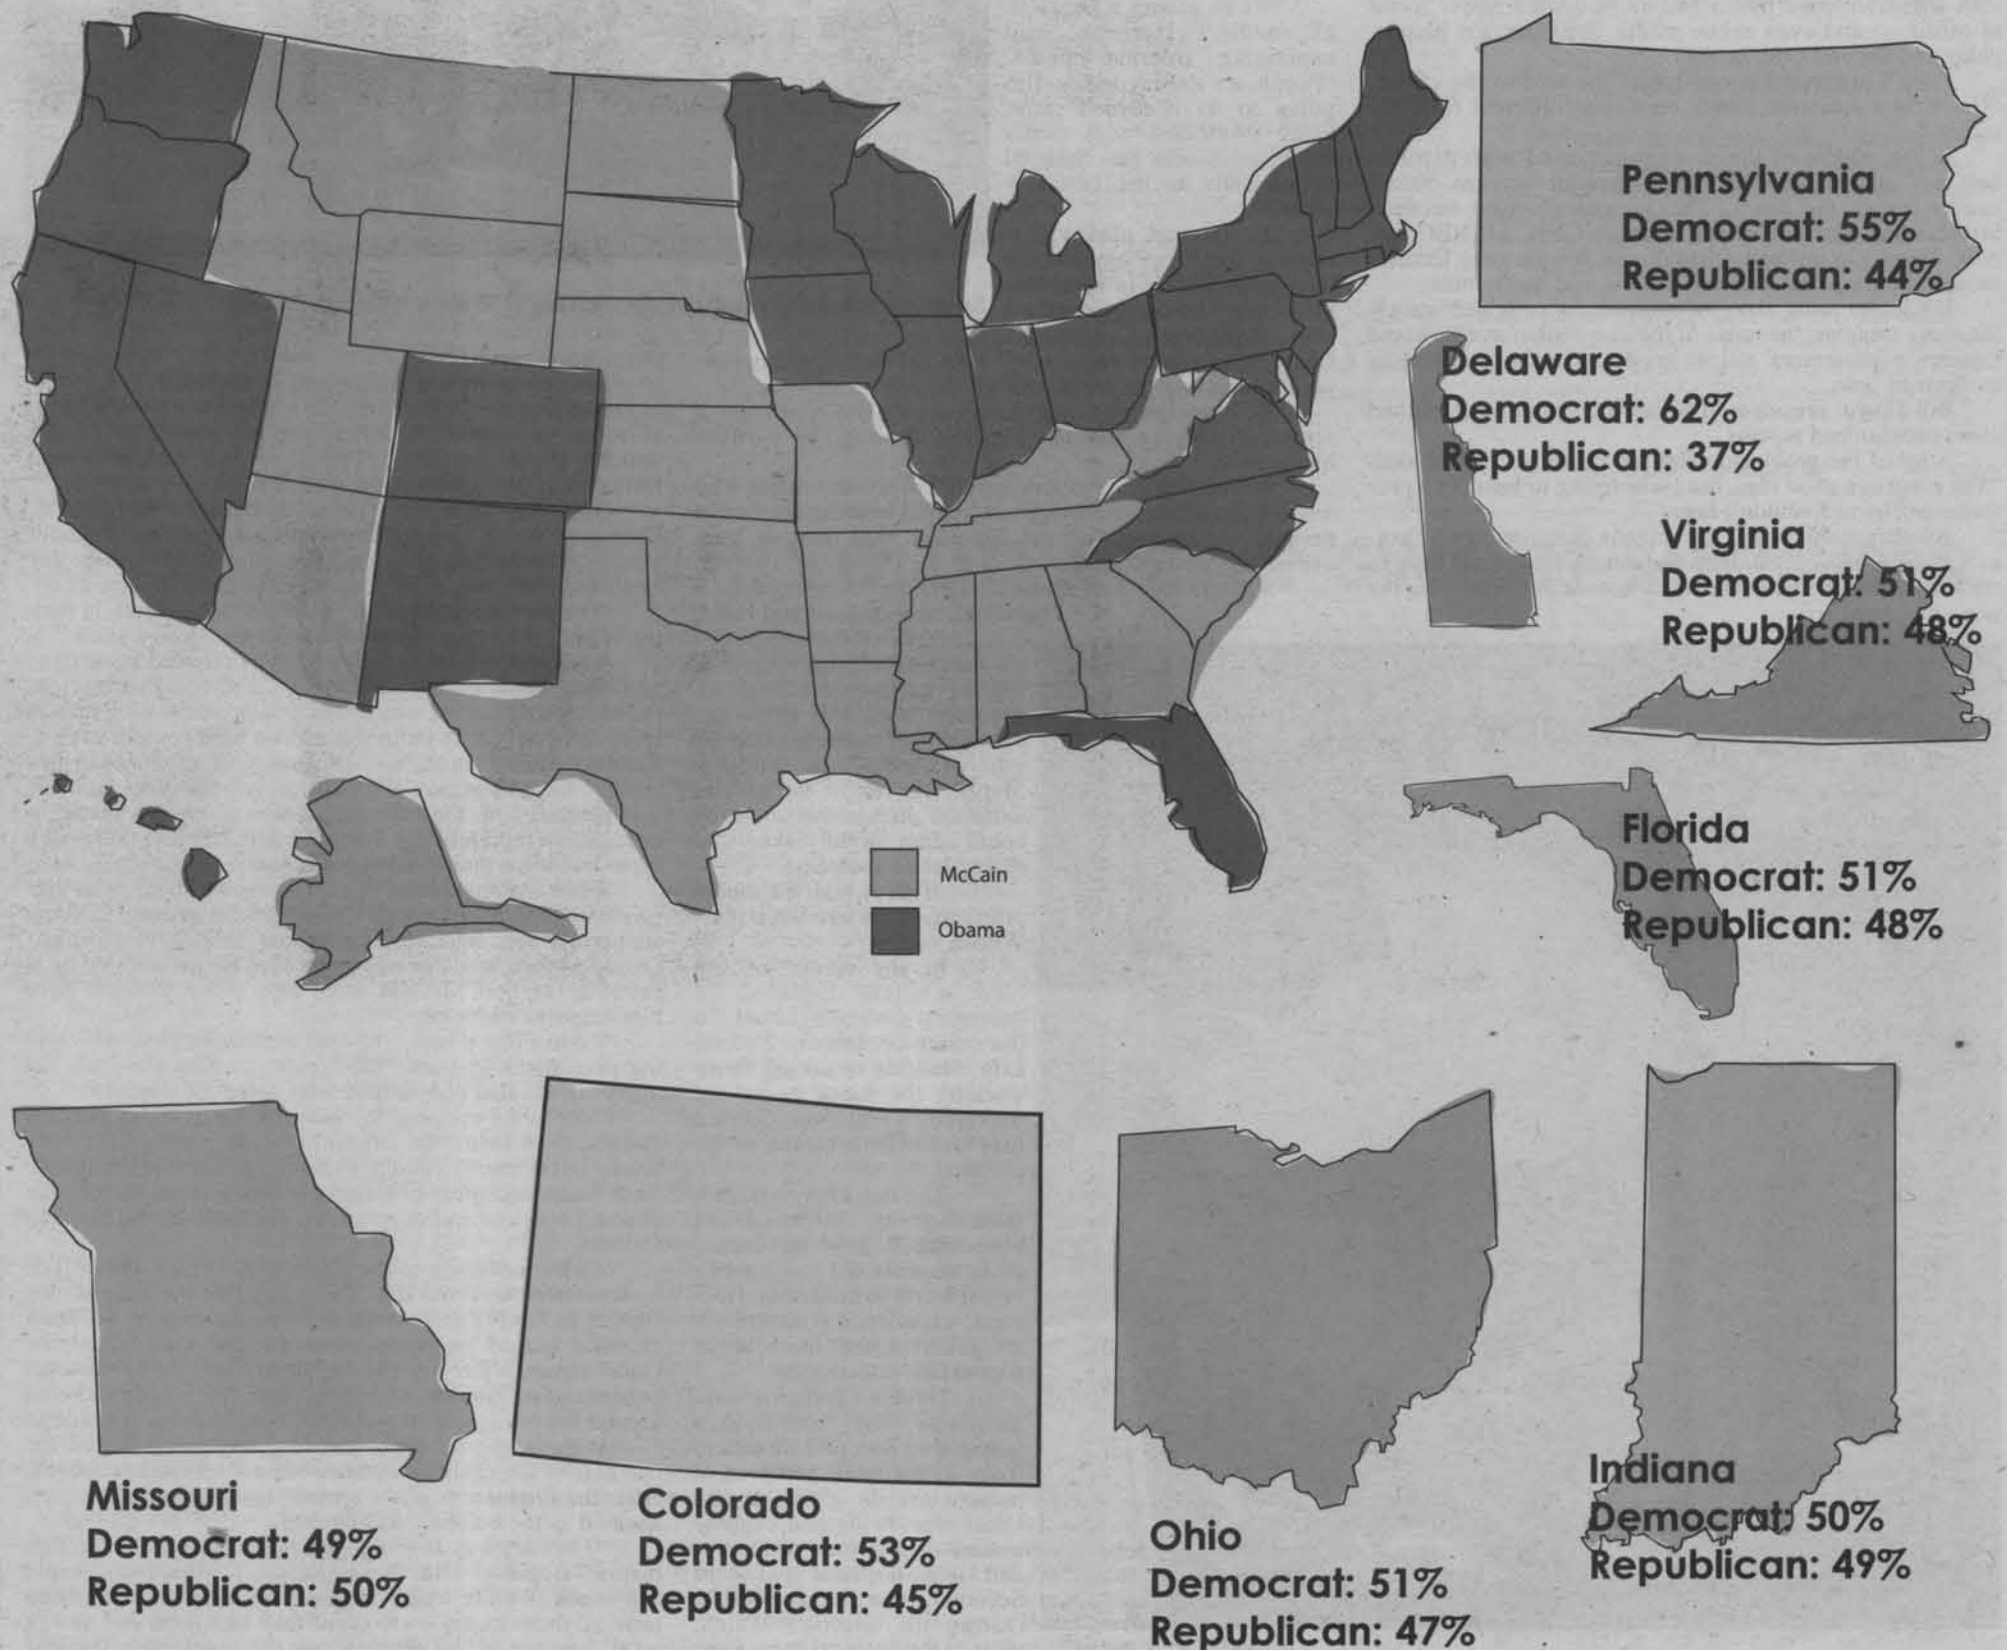 Pennsylvania
Democrat: 55%
Republican: 44%
Delaware
Democrat: 62%
Republican: 37%
Virginia
Democrat: 51%
Republican: 48%
Florida
Democrat: 51%
Republican: 48%
McCain
Obama
Missouri
Democrat: 49%
Republican: 50%
Colorado
Democrat: 53%
Republican: 45%
Ohio
Democrat: 51%
Republican: 47%
Indiana
Democrat: 50%
Republican: 49%